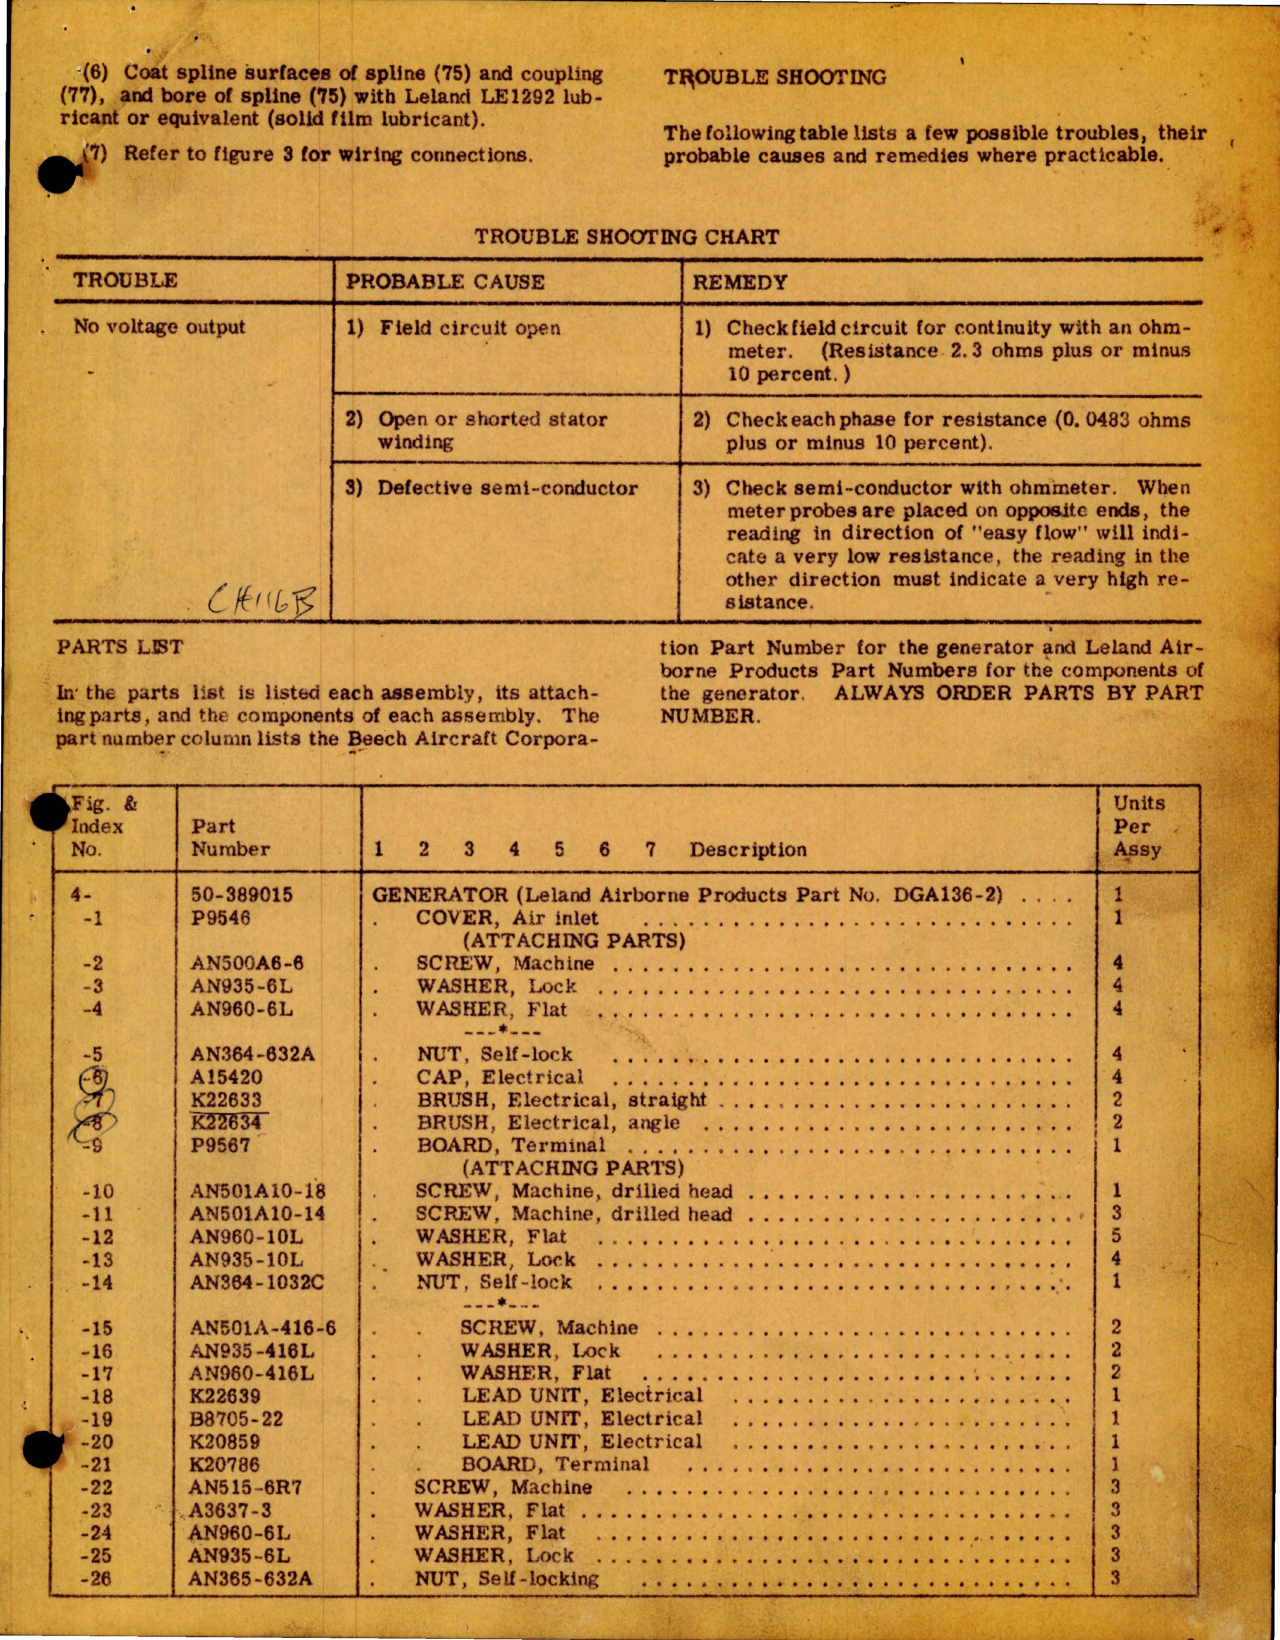 (6) Coat spline surfaces of spline (75) and coupling
(77), and bore of spline (75) with Leland LE1292 lub-
ricant or equivalent (solid film lubricant).
(7) Refer to figure 3 for wiring connections.
TROUBLE SHOOTING
The following table lists a few possible troubles, their
probable causes and remedies where practicable.
TROUBLE SHOOTING CHART
TROUBLE PROBABLE CAUSE REMEDY
No voltage output
1) Field circuit open
1) Check field circuit for continuity with an ohm-
meter. (Resistance 2.3 ohms plus or minus
10 percent.)
2) Open or shorted stator
winding
2) Check each phase for resistance (0.0483 ohms
plus or minus 10 percent).
3) Defective semi-conductor
3) Check semi-conductor with ohmmeter. When
meter probes are placed on opposite ends, the
reading in direction of "easy flow" will indi-
cate a very low resistance, the reading in the
other direction must indicate a very high re-
sistance.
PARTS LIST
In the parts list is listed each assembly, its attach-
ing parts, and the components of each assembly. The
part number column lists the Beech Aircraft Corpora-
tion Part Number for the generator and Leland Air-
borne Products Part Numbers for the components of
the generator. ALWAYS ORDER PARTS BY PART
NUMBER.
Fig. &
Index
No.
Part
Number
1 2 3 4 5 6 7 Description
Units
Per
Assy
4- 50-389015 GENERATOR (Leland Airborne Products Part No. DGA136-2) .... 1
-1 P9546 . COVER, Air inlet .... 1
(ATTACHING PARTS)
-2 AN500A6-6 . SCREW, Machine .... 4
-3 AN935-6L . WASHER, Lock .... 4
-4 AN960-6L . WASHER, Flat .... 4
---*---
-5 AN364-632A . NUT, Self-lock .... 4
-6 A15420 . CAP, Electrical .... 4
-7 K22633 . BRUSH, Electrical, straight .... 2
-8 K22634 . BRUSH, Electrical, angle .... 2
-9 P9567 . BOARD, Terminal .... 1
(ATTACHING PARTS)
-10 AN501A10-18 . SCREW, Machine, drilled head .... 1
-11 AN501A10-14 . SCREW, Machine, drilled head .... 3
-12 AN960-10L . WASHER, Flat .... 5
-13 AN935-10L . WASHER, Lock .... 4
-14 AN364-1032C . NUT, Self-lock .... 1
---*---
-15 AN501A-416-6 . . SCREW, Machine .... 2
-16 AN935-416L . . WASHER, Lock .... 2
-17 AN960-416L . . WASHER, Flat .... 2
-18 K22639 . . LEAD UNIT, Electrical .... 1
-19 B8705-22 . . LEAD UNIT, Electrical .... 1
-20 K20859 . . LEAD UNIT, Electrical .... 1
-21 K20786 . . BOARD, Terminal .... 1
-22 AN515-6R7 . SCREW, Machine .... 3
-23 A3637-3 . WASHER, Flat .... 3
-24 AN960-6L . WASHER, Flat .... 3
-25 AN935-6L . WASHER, Lock .... 3
-26 AN365-632A . NUT, Self-locking .... 3